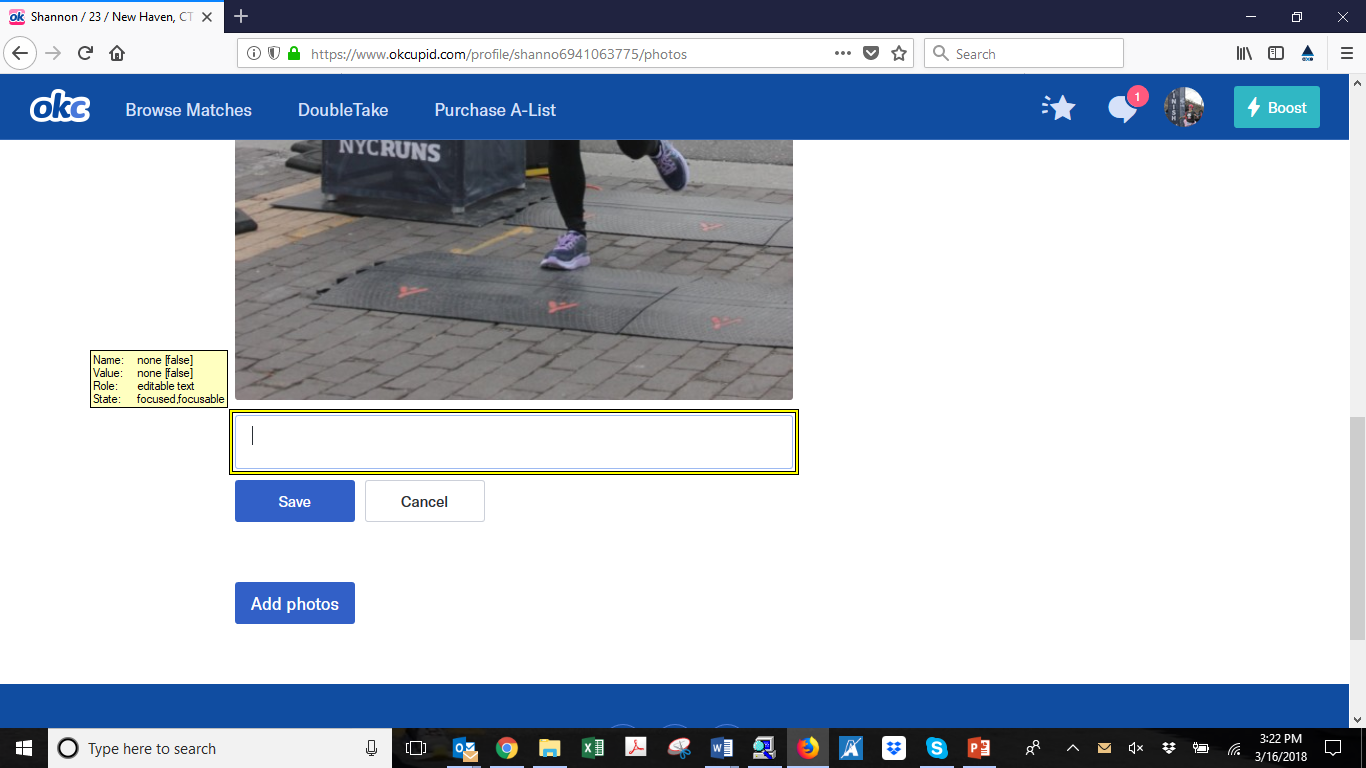 ok Shannon / 23 / New Haven, CT
https://www.okcupid.com/profile/shanno6941063775/photos
Search
okc
Browse Matches
DoubleTake
Purchase A-List
1
Boost
NYCRUNS
Name: none [false]
Value: none [false]
Role: editable text
State: focused,focusable
Save
Cancel
Add photos
Type here to search
3:22 PM
3/16/2018